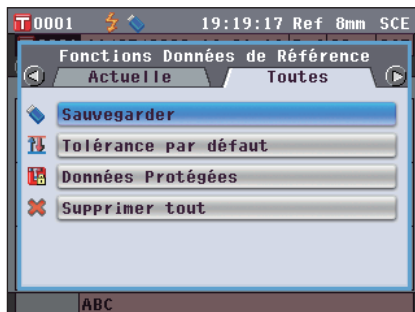 T0001 19:19:17 Ref 8mm SCE
Fonctions Données de Référence
Actuelle Toutes
Sauvegarder
Tolérance par défaut
Données Protégées
Supprimer tout
ABC